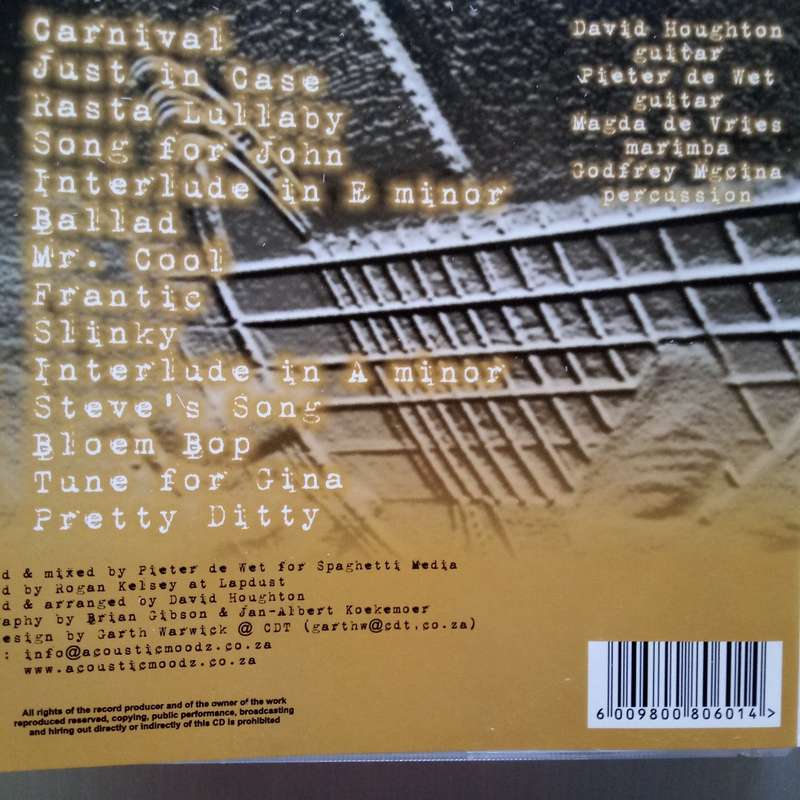 Carnival
Just in Case
Rasta Lullaby
Song for John
Interlude in E minor
Ballad
Mr. Cool
Frantic
Slinky
Interlude in A minor
Steve's Song
Bloem Bop
Tune for Gina
Pretty Ditty
David Houghton
guitar
Pieter de Wet
guitar
Magda de Vries
marimba
Godfrey Mgcina
percussion
d & mixed by Pieter de Wet for Spaghetti Media
d by Rogan Kelsey at Lapdust
d & arranged by David Houghton
aphy by Brian Gibson & Jan-Albert Koekemoer
esign by Garth Warwick @ CDT (garthw@cdt.co.za)
: info@acousticmoodz.co.za
www.acousticmoodz.co.za
All rights of the record producer and of the owner of the work
reproduced reserved, copying, public performance, broadcasting
and hiring out directly or indirectly of this CD is prohibited
6 009800 806014 >